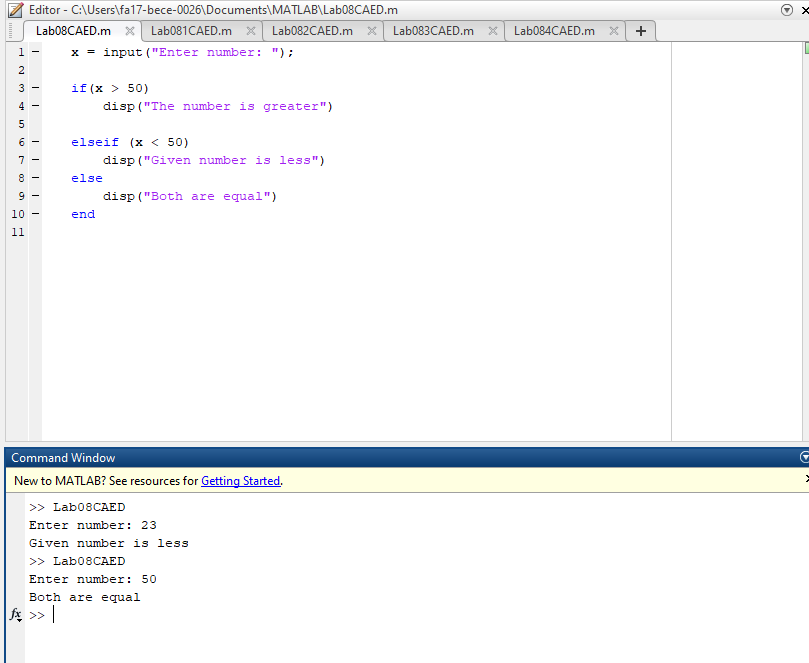 Editor - C:\Users\fa17-bece-0026\Documents\MATLAB\Lab08CAED.m
Lab08CAED.m Lab081CAED.m Lab082CAED.m Lab083CAED.m Lab084CAED.m +
1 – x = input("Enter number: ");
2
3 – if(x > 50)
4 – disp("The number is greater")
5
6 – elseif (x < 50)
7 – disp("Given number is less")
8 – else
9 – disp("Both are equal")
10 – end
11
Command Window
New to MATLAB? See resources for Getting Started.
>> Lab08CAED
Enter number: 23
Given number is less
>> Lab08CAED
Enter number: 50
Both are equal
fx >>